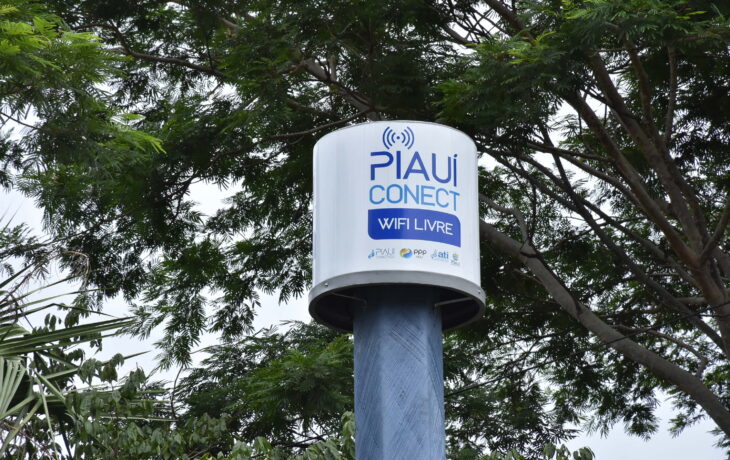 PIAUÍ
CONECT
WIFI LIVRE
PIAUÍ PPP ati